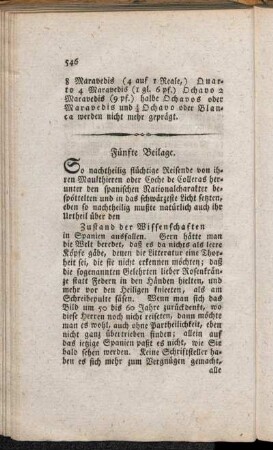 546
8 Maravedis (4 auf 1 Reale,) Quar-
to 4 Maravedis (1 gl. 6 pf.) Ochavo 2
Maravedis (9 pf.) halbe Ochavos oder
Maravedis und ½ Ochavo oder Blan-
ca werden nicht mehr geprägt.
Fünfte Beilage.
So nachtheilig flüchtige Reisende von ih-
ren Maulthieren oder Coche de Colleras her-
unter den spanischen Nationalcharakter be-
spöttelten und in das schwärzeste Licht setzten,
eben so nachtheilig mußte natürlich auch ihr
Urtheil über den
Zustand der Wissenschaften
in Spanien ausfallen. Gern hätte man
die Welt beredet, daß es da nichts als leere
Köpfe gäbe, denen die Litteratur eine Thor-
heit sei, die sie nicht erkennen möchten; daß
die sogenannten Gelehrten lieber Rosenkrän-
ze statt Federn in den Händen hielten, und
mehr vor den Heiligen knieten, als am
Schreibepulte säsen. Wenn man sich das
Bild um 50 bis 60 Jahre zurückdenkt, wo
diese Herren noch nicht reiseten, dann möchte
man es wohl, auch ohne Partheilichkeit, eben
nicht ganz übertrieben finden; allein auf
das jetzige Spanien paßt es nicht, wie Sie
bald sehen werden. Keine Schriftsteller ha-
ben es sich mehr zum Vergnügen gemacht,
alle